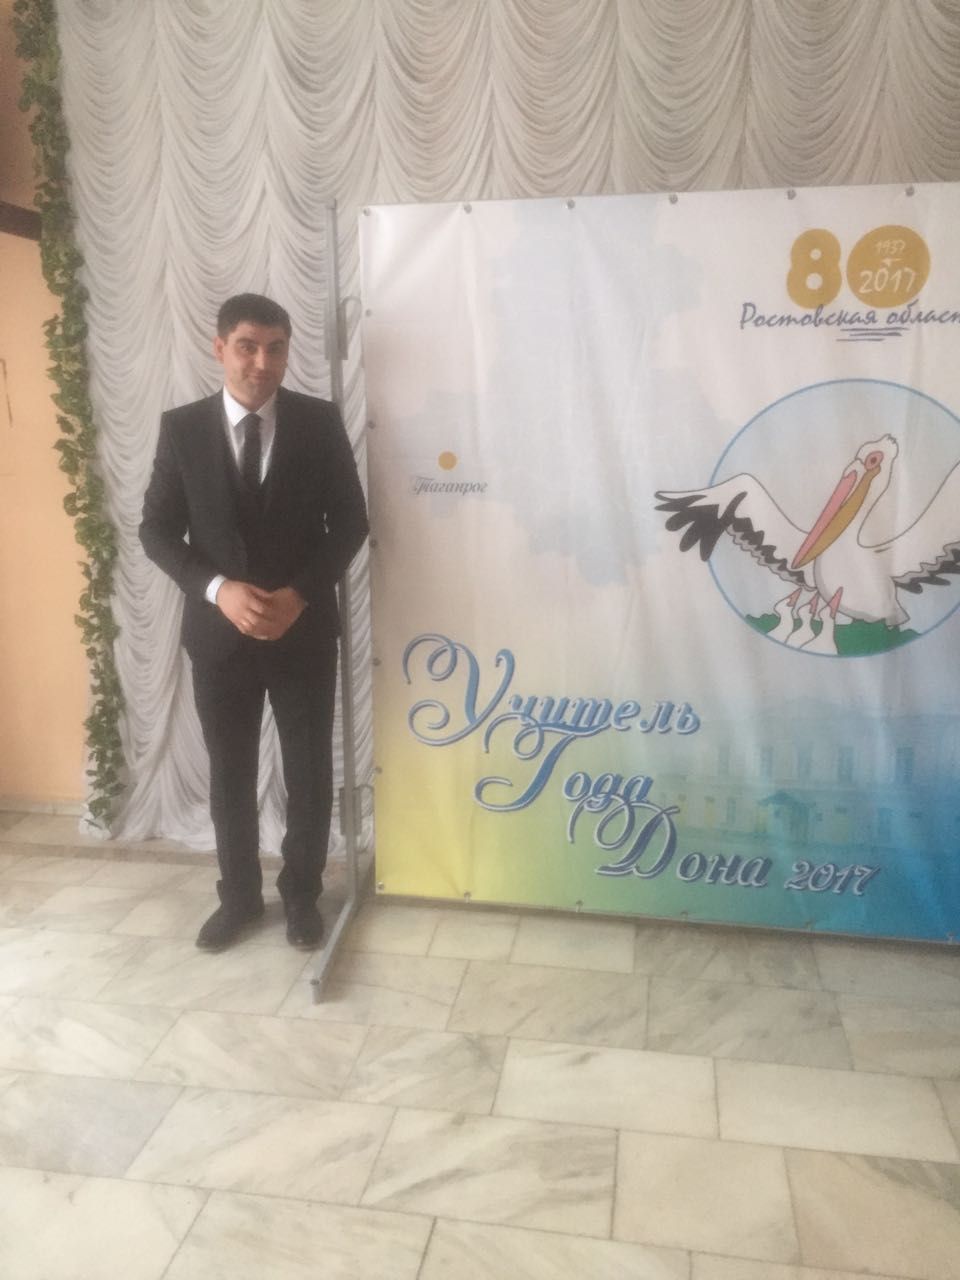 80
1937
2017
Ростовская област
Таганрог
Учитель
Года
Дона 2017